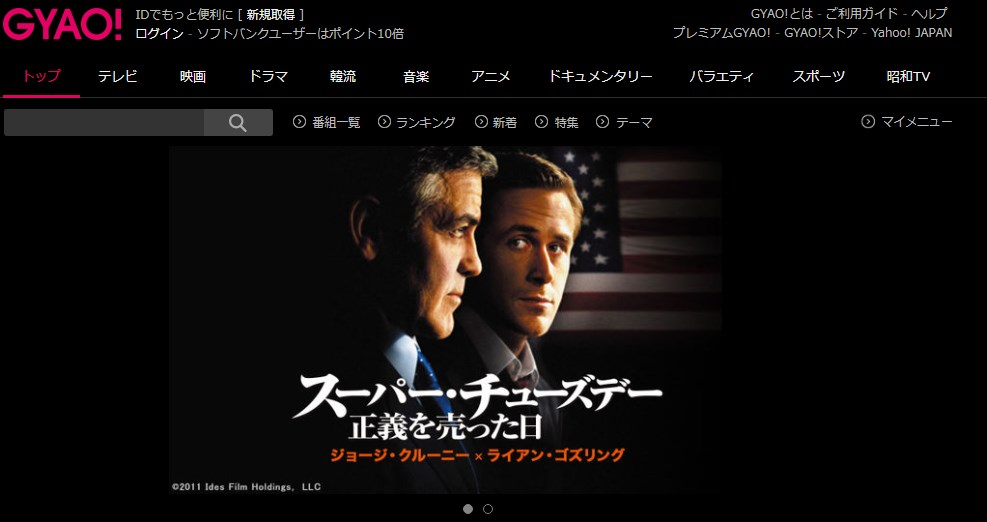 GYAO!
IDでもっと便利に [ 新規取得 ]
ログイン - ソフトバンクユーザーはポイント10倍
GYAO!とは - ご利用ガイド - ヘルプ
プレミアムGYAO! - GYAO!ストア - Yahoo! JAPAN
トップ テレビ 映画 ドラマ 韓流 音楽 アニメ ドキュメンタリー バラエティ スポーツ 昭和TV
番組一覧 ランキング 新着 特集 テーマ マイメニュー
スーパー・チューズデー
正義を売った日
ジョージ・クルーニー × ライアン・ゴズリング
©2011 Ides Film Holdings, LLC